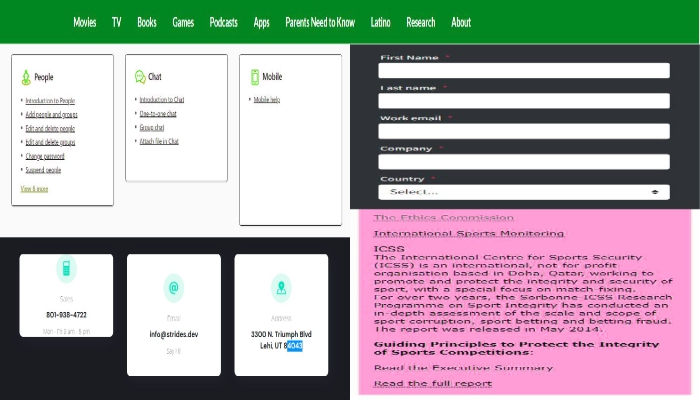 Movies TV Books Games Podcasts Apps Parents Need to Know Latino Research About
People
Introduction to People
Add people and groups
Edit and delete people
Edit and delete groups
Change password
Suspend people
View 8 more
Chat
Introduction to Chat
One-to-one chat
Group chat
Attach file in Chat
Mobile
Mobile help
First Name *
Last name *
Work email *
Company *
Country *
Select...
Sales
801-938-4722
Mon - Fri 9 am - 5 pm
Email
info@strides.dev
Say Hi
Address
3300 N. Triumph Blvd
Lehi, UT 84043
The Ethics Commission
International Sports Monitoring
ICSS
The International Centre for Sports Security
(ICSS) is an international, not for profit
organisation based in Doha, Qatar, working to
promote and protect the integrity and security of
sport, with a special focus on match-fixing.
For over two years, the Sorbonne-ICSS Research
Programme on Sport Integrity has conducted an
in-depth assessment of the scale and scope of
sport corruption, sport betting and betting fraud.
The report was released in May 2014.
Guiding Principles to Protect the Integrity
of Sports Competitions:
Read the Executive Summary
Read the full report